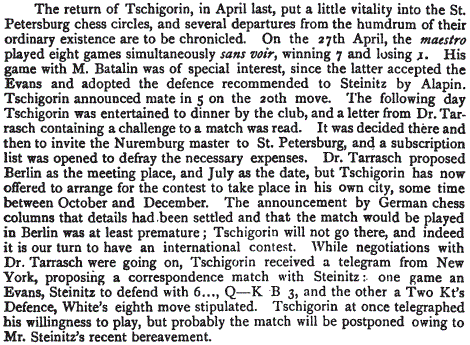 The return of Tschigorin, in April last, put a little vitality into the St.
Petersburg chess circles, and several departures from the humdrum of their
ordinary existence are to be chronicled. On the 27th April, the maestro
played eight games simultaneously sans voir, winning 7 and losing 1. His
game with M. Batalin was of special interest, since the latter accepted the
Evans and adopted the defence recommended to Steinitz by Alapin.
Tschigorin announced mate in 5 on the 20th move. The following day
Tschigorin was entertained to dinner by the club, and a letter from Dr. Tar-
rasch containing a challenge to a match was read. It was decided there and
then to invite the Nuremburg master to St. Petersburg, and a subscription
list was opened to defray the necessary expenses. Dr. Tarrasch proposed
Berlin as the meeting place, and July as the date, but Tschigorin has now
offered to arrange for the contest to take place in his own city, some time
between October and December. The announcement by German chess
columns that details had been settled and that the match would be played
in Berlin was at least premature; Tschigorin will not go there, and indeed
it is our turn to have an international contest. While negotiations with
Dr. Tarrasch were going on, Tschigorin received a telegram from New
York, proposing a correspondence match with Steinitz: one game an
Evans, Steinitz to defend with 6..., Q—K B 3, and the other a Two Kt's
Defence, White's eighth move stipulated. Tschigorin at once telegraphed
his willingness to play, but probably the match will be postponed owing to
Mr. Steinitz's recent bereavement.